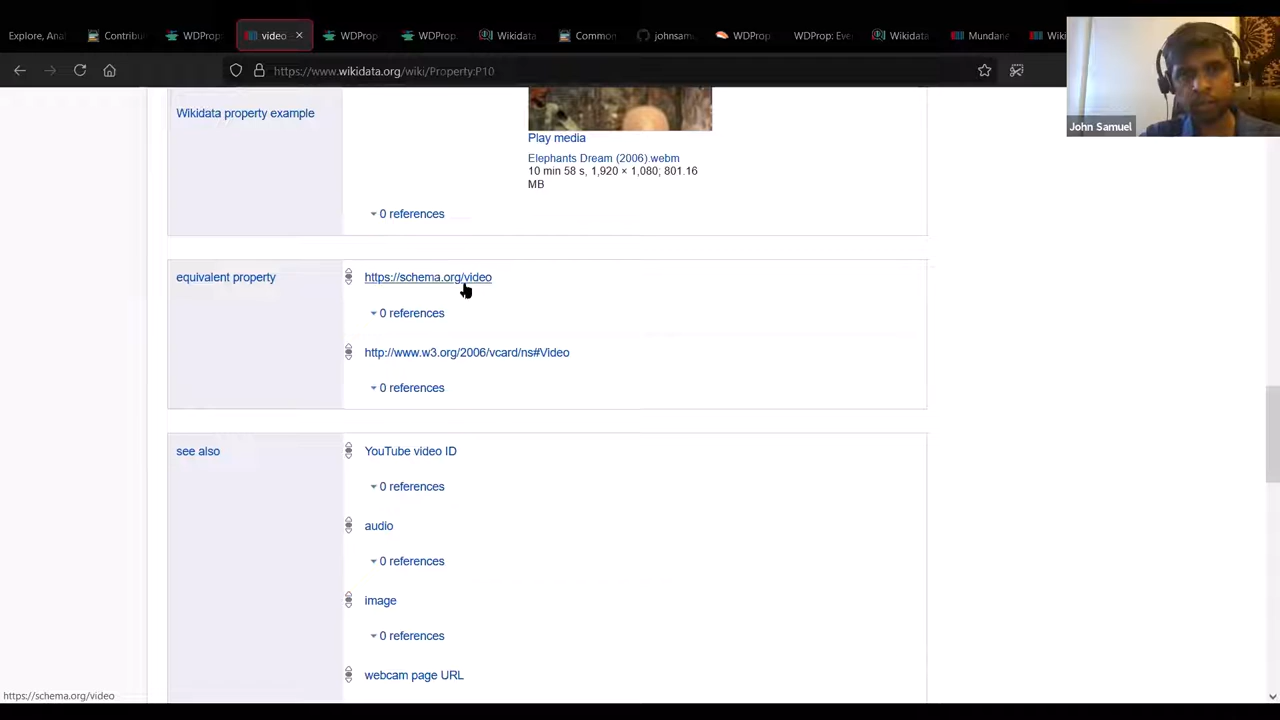 Explore, Anal
Contribu
WDProp
video
WDProp:
WDProp:
Wikidata
Common
johnsamu
WDProp
WDProp: Eve
Wikidata
Mundane
Wiki
https://www.wikidata.org/wiki/Property:P10
John Samuel
Wikidata property example
Play media
Elephants Dream (2006).webm
10 min 58 s, 1,920 × 1,080; 801.16
MB
0 references
equivalent property
https://schema.org/video
0 references
http://www.w3.org/2006/vcard/ns#Video
0 references
see also
YouTube video ID
0 references
audio
0 references
image
0 references
webcam page URL
https://schema.org/video